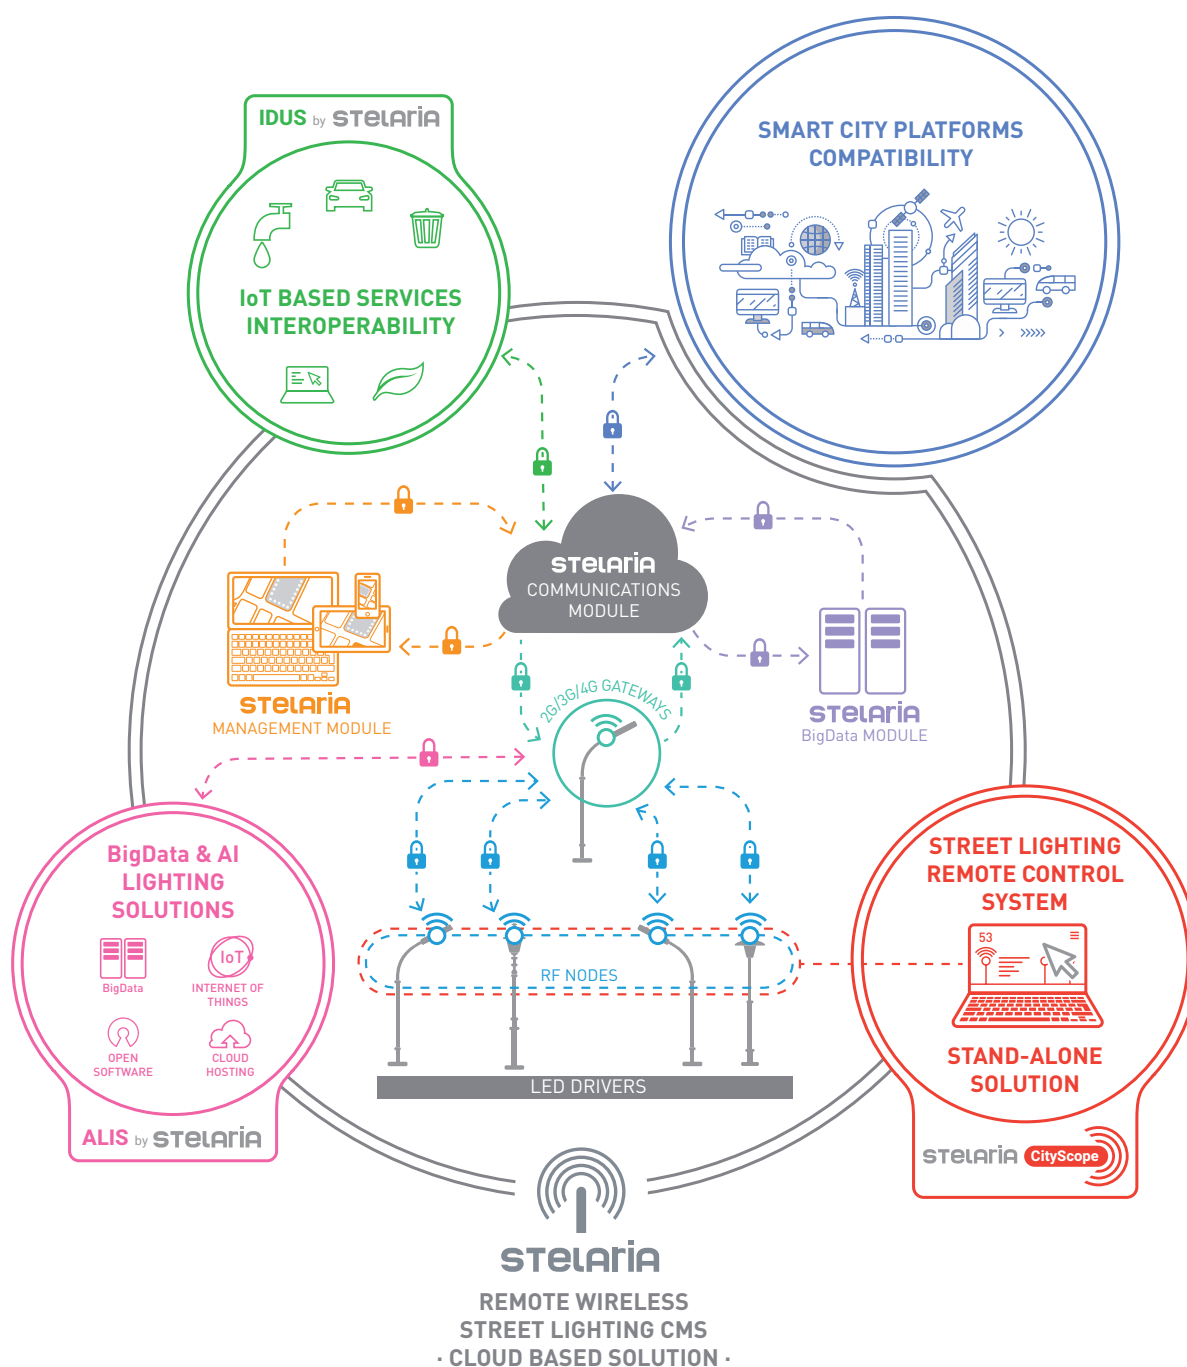 IDUS by STELARIA
IoT BASED SERVICES
INTEROPERABILITY
SMART CITY PLATFORMS
COMPATIBILITY
STELARIA
COMMUNICATIONS
MODULE
STELARIA
MANAGEMENT MODULE
STELARIA
BigData MODULE
2G/3G/4G GATEWAYS
BigData & AI
LIGHTING
SOLUTIONS
BigData
IoT
INTERNET OF
THINGS
OPEN
SOFTWARE
CLOUD
HOSTING
ALIS by STELARIA
RF NODES
LED DRIVERS
STREET LIGHTING
REMOTE CONTROL
SYSTEM
53
STAND-ALONE
SOLUTION
STELARIA CityScope
STELARIA
REMOTE WIRELESS
STREET LIGHTING CMS
· CLOUD BASED SOLUTION ·